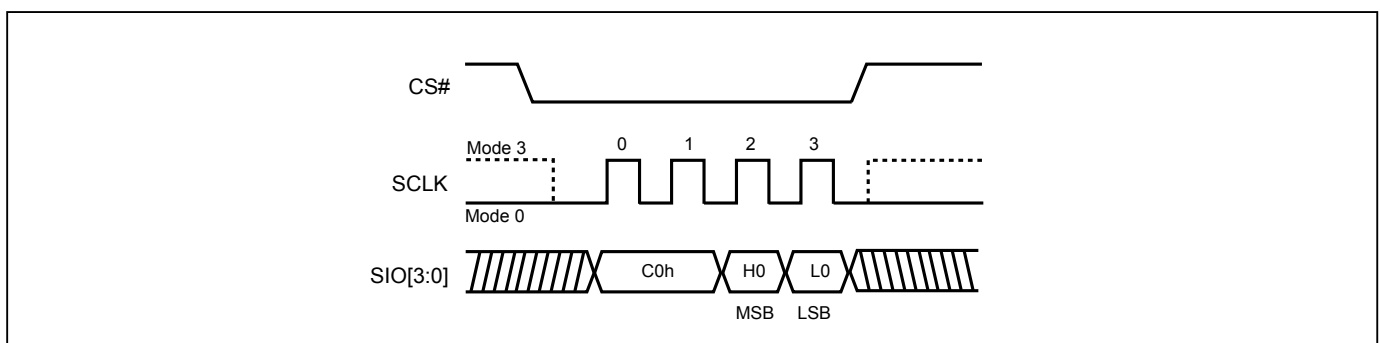 CS#
Mode 3 0 1 2 3
SCLK
Mode 0
SIO[3:0] C0h H0 L0
MSB LSB